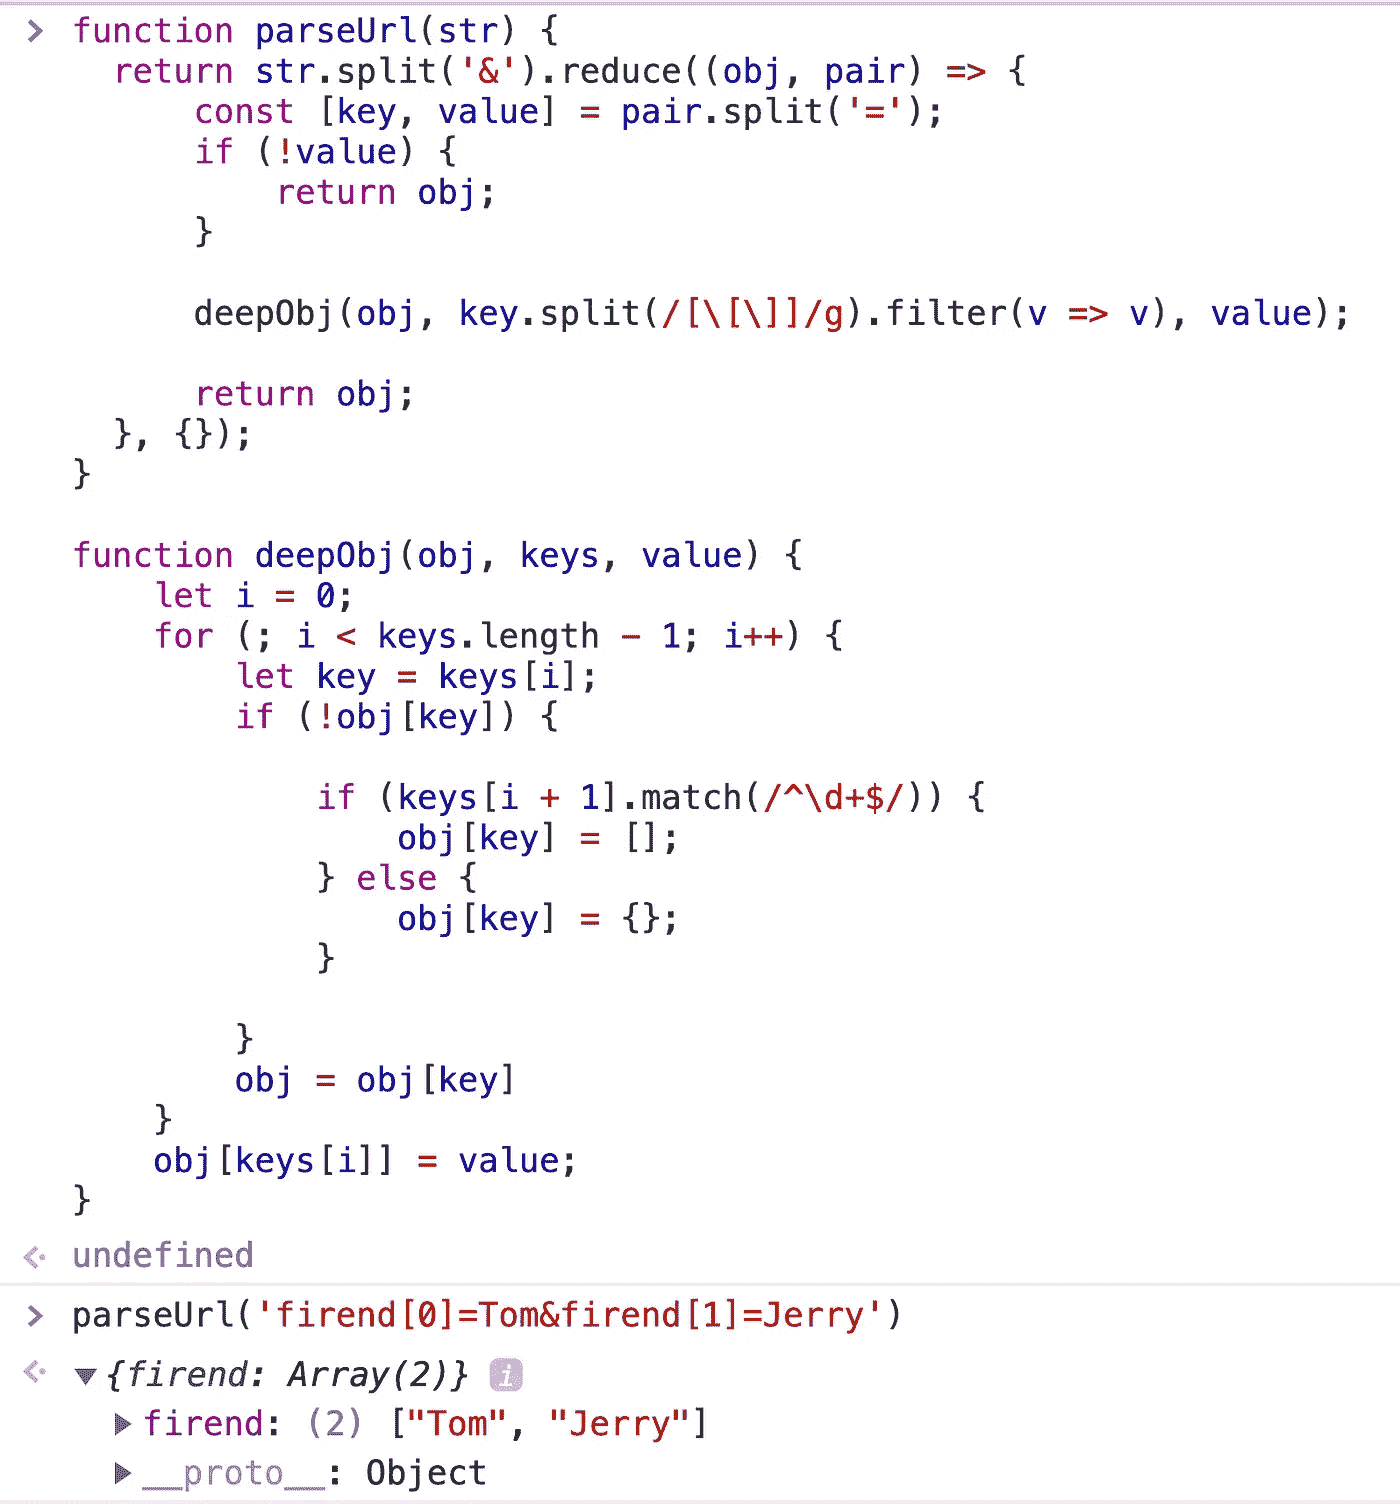 > function parseUrl(str) {
  return str.split('&').reduce((obj, pair) => {
      const [key, value] = pair.split('=');
      if (!value) {
          return obj;
      }
      deepObj(obj, key.split(/[\[\]]/g).filter(v => v), value);
      return obj;
  }, {});
}
function deepObj(obj, keys, value) {
    let i = 0;
    for (; i < keys.length - 1; i++) {
        let key = keys[i];
        if (!obj[key]) {
            if (keys[i + 1].match(/^\d+$/)) {
                obj[key] = [];
            } else {
                obj[key] = {};
            }
        }
        obj = obj[key]
    }
    obj[keys[i]] = value;
}
undefined
> parseUrl('firend[0]=Tom&firend[1]=Jerry')
{firend: Array(2)} i
firend: (2) ["Tom", "Jerry"]
__proto__: Object